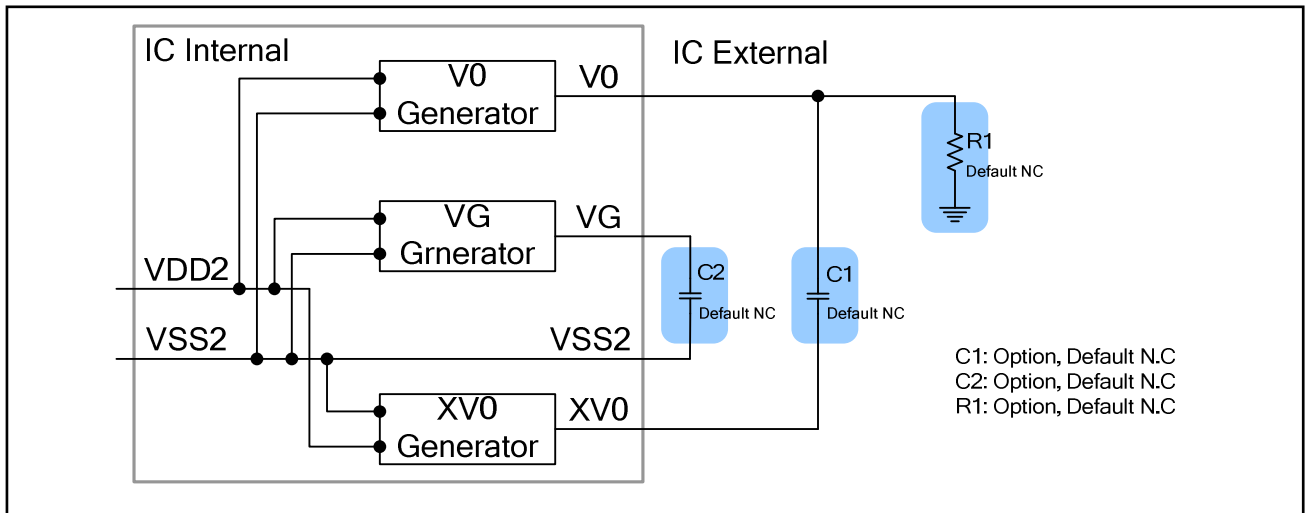 IC Internal
IC External
V0
Generator
V0
R1
Default NC
VG
Grnerator
VG
VDD2
C2
Default NC
C1
Default NC
VSS2
VSS2
XV0
Generator
XV0
C1: Option, Default N.C
C2: Option, Default N.C
R1: Option, Default N.C